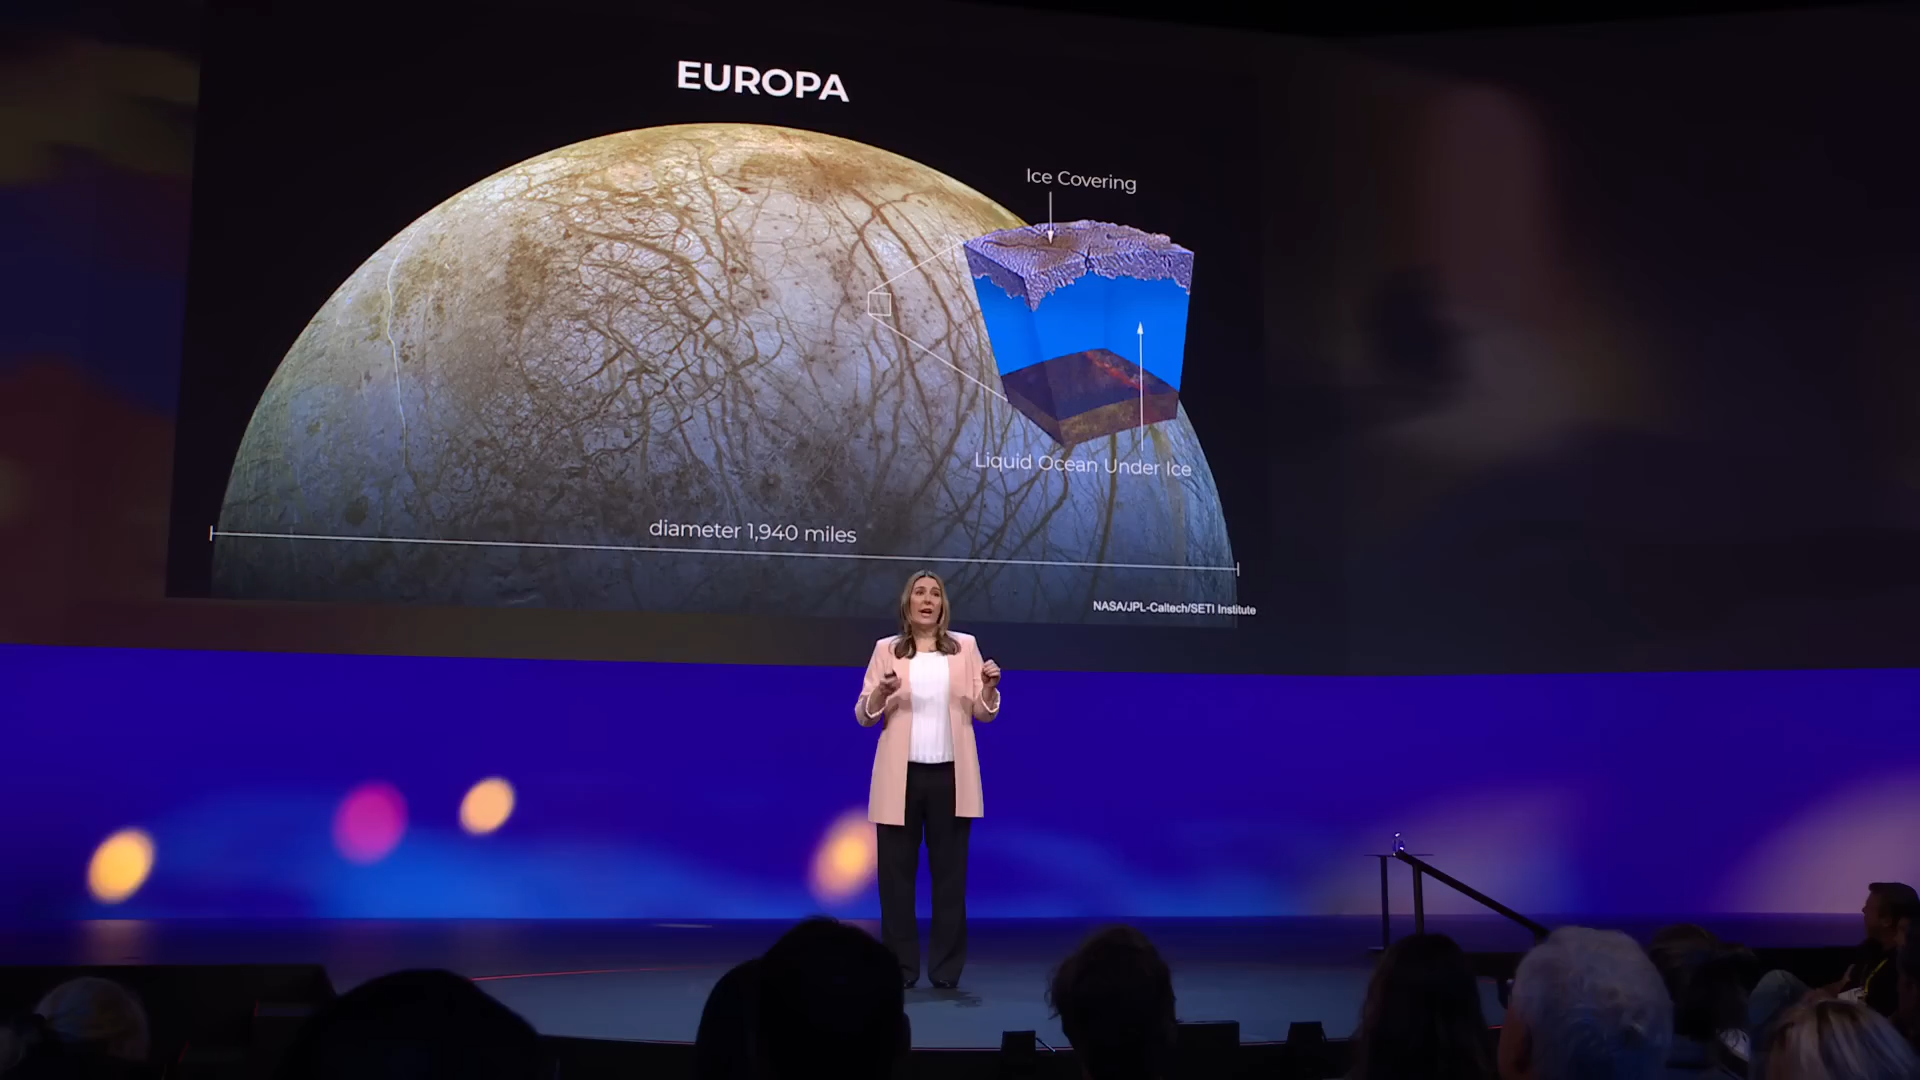 EUROPA
Ice Covering
Liquid Ocean Under Ice
diameter 1,940 miles
NASA/JPL-Caltech/SETI Institute